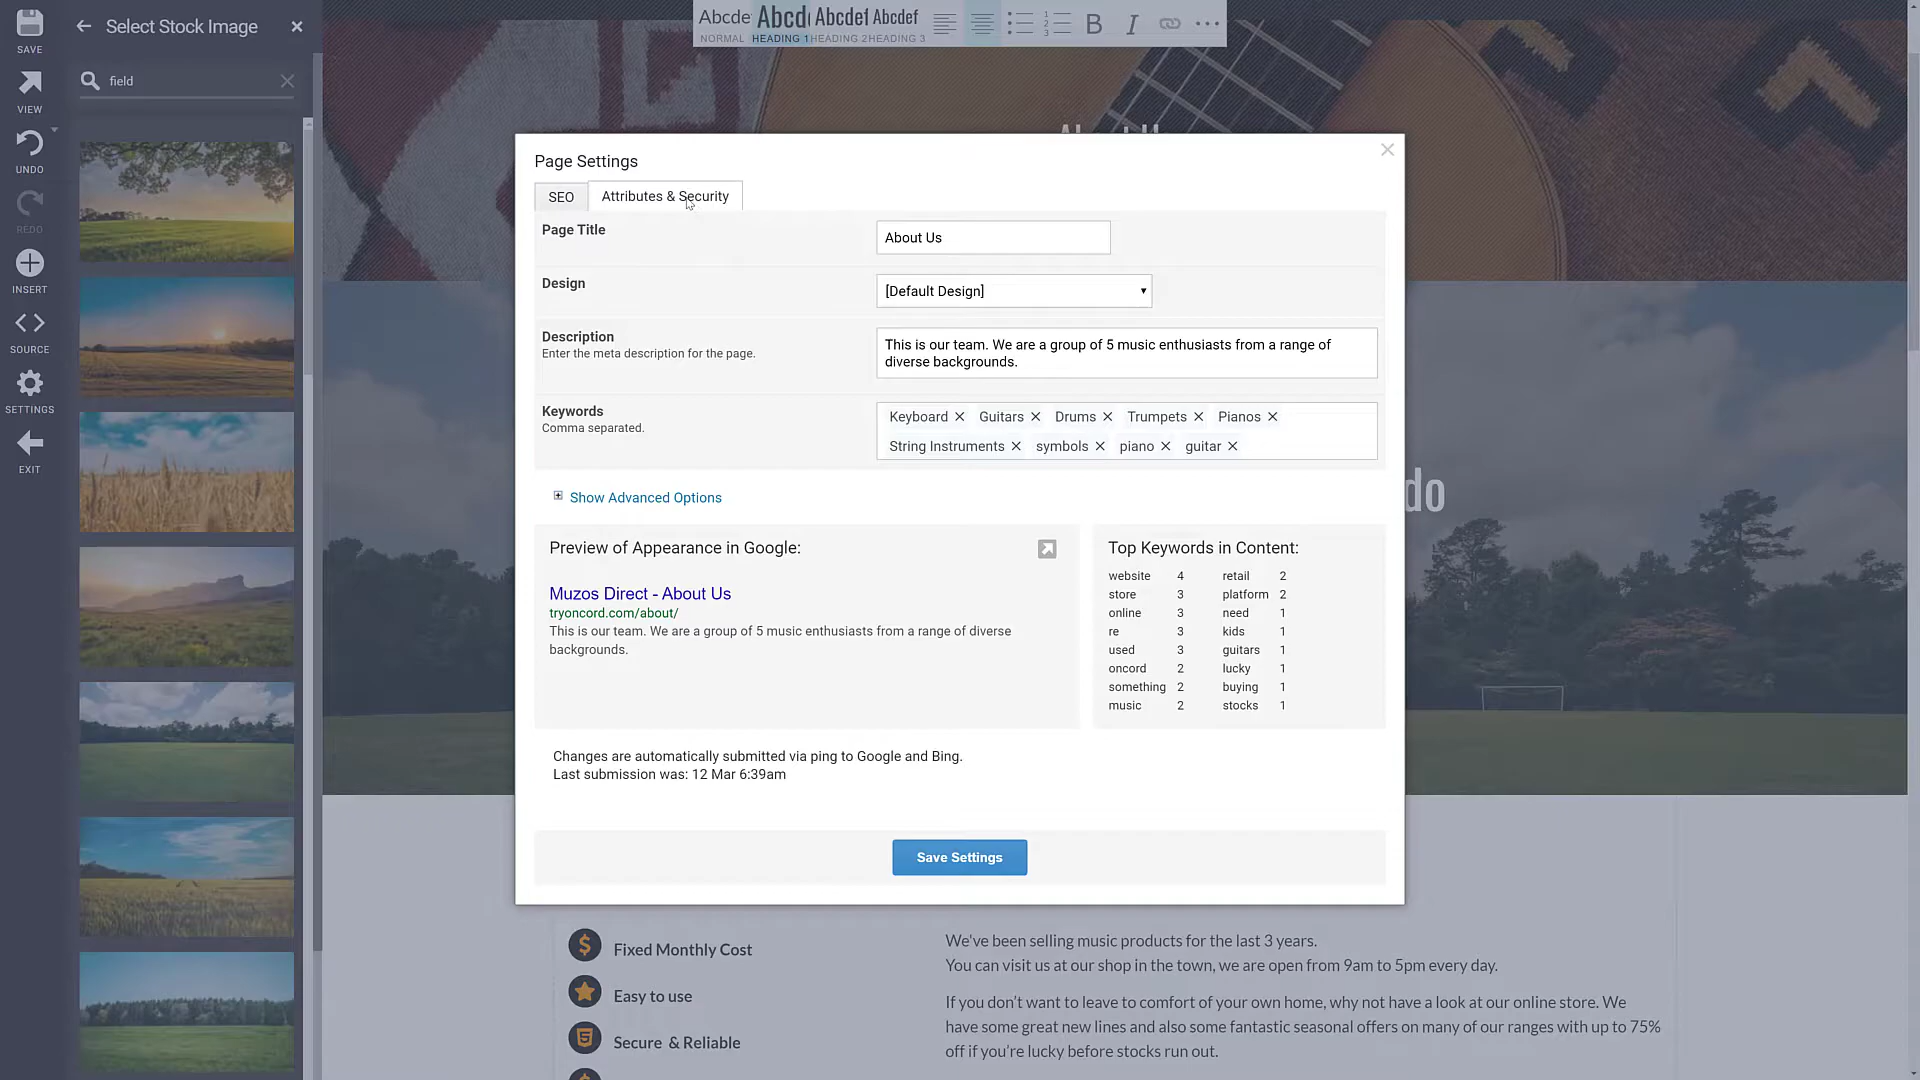 SAVE
VIEW
UNDO
REDO
INSERT
SOURCE
SETTINGS
EXIT
Select Stock Image
field
Abcde Abcd Abcdef Abcdef
NORMAL HEADING 1 HEADING 2 HEADING 3
B I
About Us
do
Page Settings
SEO Attributes & Security
Page Title
About Us
Design
[Default Design]
Description
Enter the meta description for the page.
This is our team. We are a group of 5 music enthusiasts from a range of
diverse backgrounds.
Keywords
Comma separated.
Keyboard Guitars Drums Trumpets Pianos
String Instruments symbols piano guitar
Show Advanced Options
Preview of Appearance in Google:
Muzos Direct - About Us
tryoncord.com/about/
This is our team. We are a group of 5 music enthusiasts from a range of diverse
backgrounds.
Top Keywords in Content:
website 4 retail 2
store 3 platform 2
online 3 need 1
re 3 kids 1
used 3 guitars 1
oncord 2 lucky 1
something 2 buying 1
music 2 stocks 1
Changes are automatically submitted via ping to Google and Bing.
Last submission was: 12 Mar 6:39am
Save Settings
Fixed Monthly Cost
Easy to use
Secure & Reliable
We've been selling music products for the last 3 years.
You can visit us at our shop in the town, we are open from 9am to 5pm every day.
If you don't want to leave to comfort of your own home, why not have a look at our online store. We
have some great new lines and also some fantastic seasonal offers on many of our ranges with up to 75%
off if you're lucky before stocks run out.